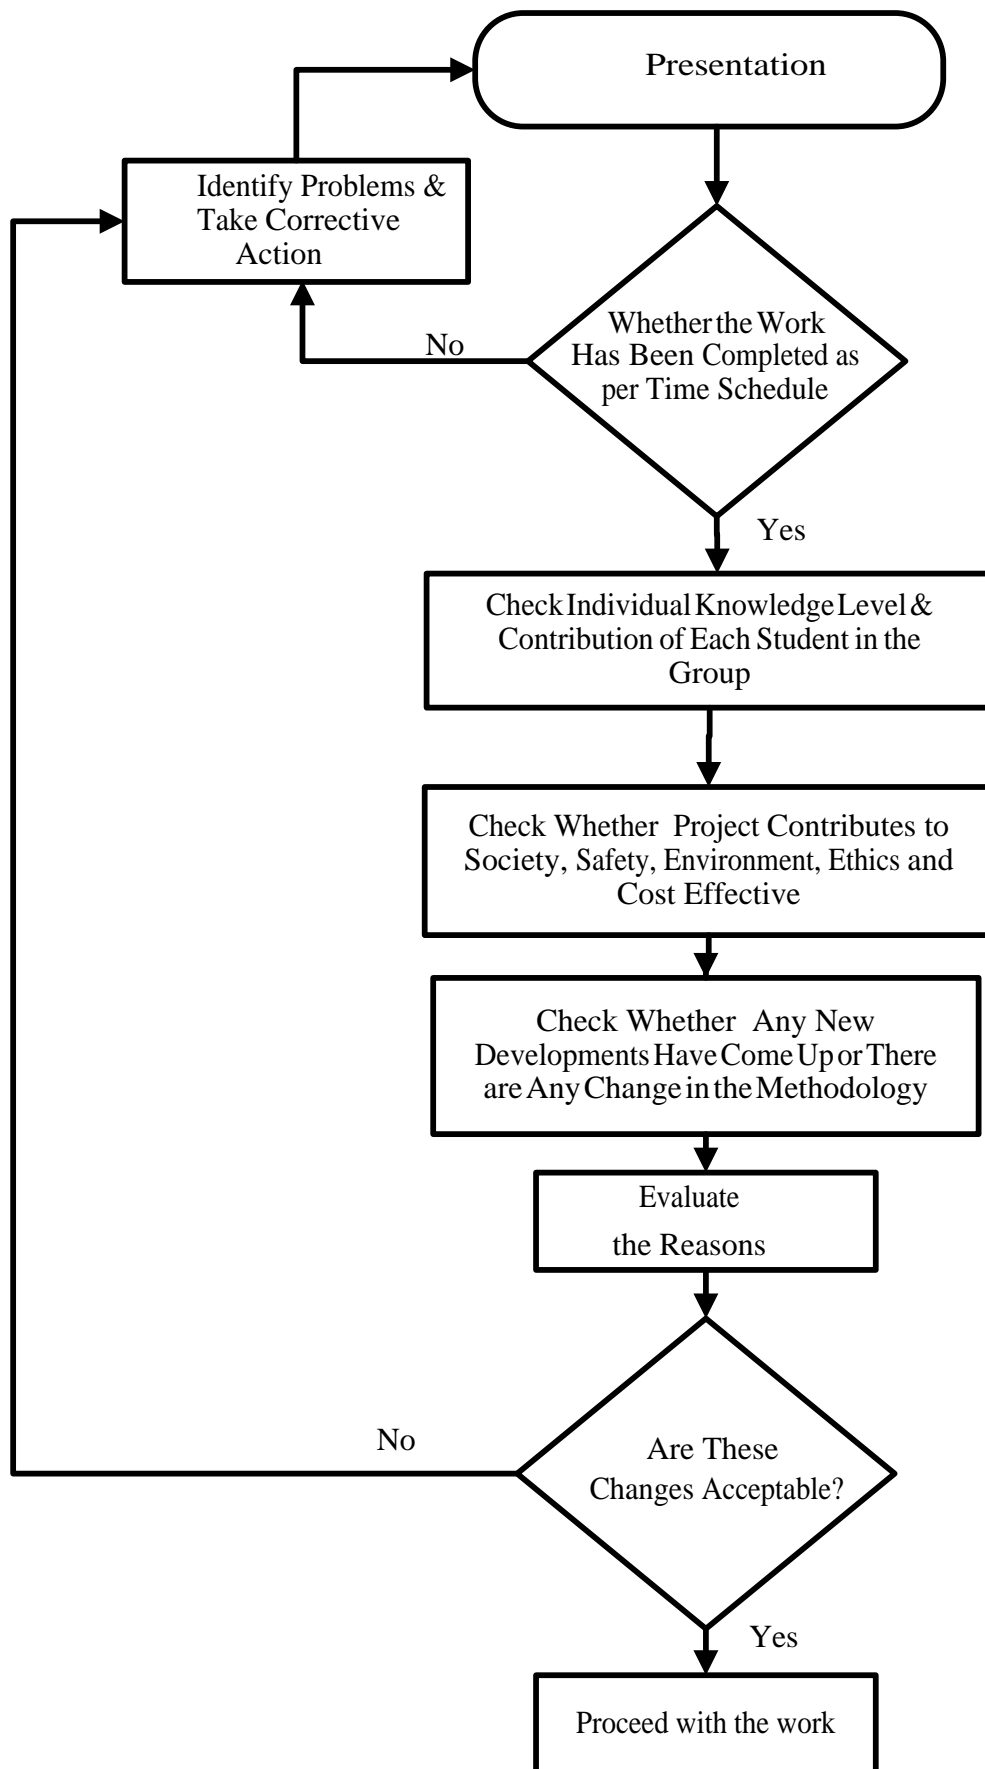 Presentation
Identify Problems &
Take Corrective
Action
Whether the Work
Has Been Completed as
per Time Schedule
No
Yes
Check Individual Knowledge Level &
Contribution of Each Student in the
Group
Check Whether Project Contributes to
Society, Safety, Environment, Ethics and
Cost Effective
Check Whether Any New
Developments Have Come Up or There
are Any Change in the Methodology
Evaluate
the Reasons
No
Are These
Changes Acceptable?
Yes
Proceed with the work